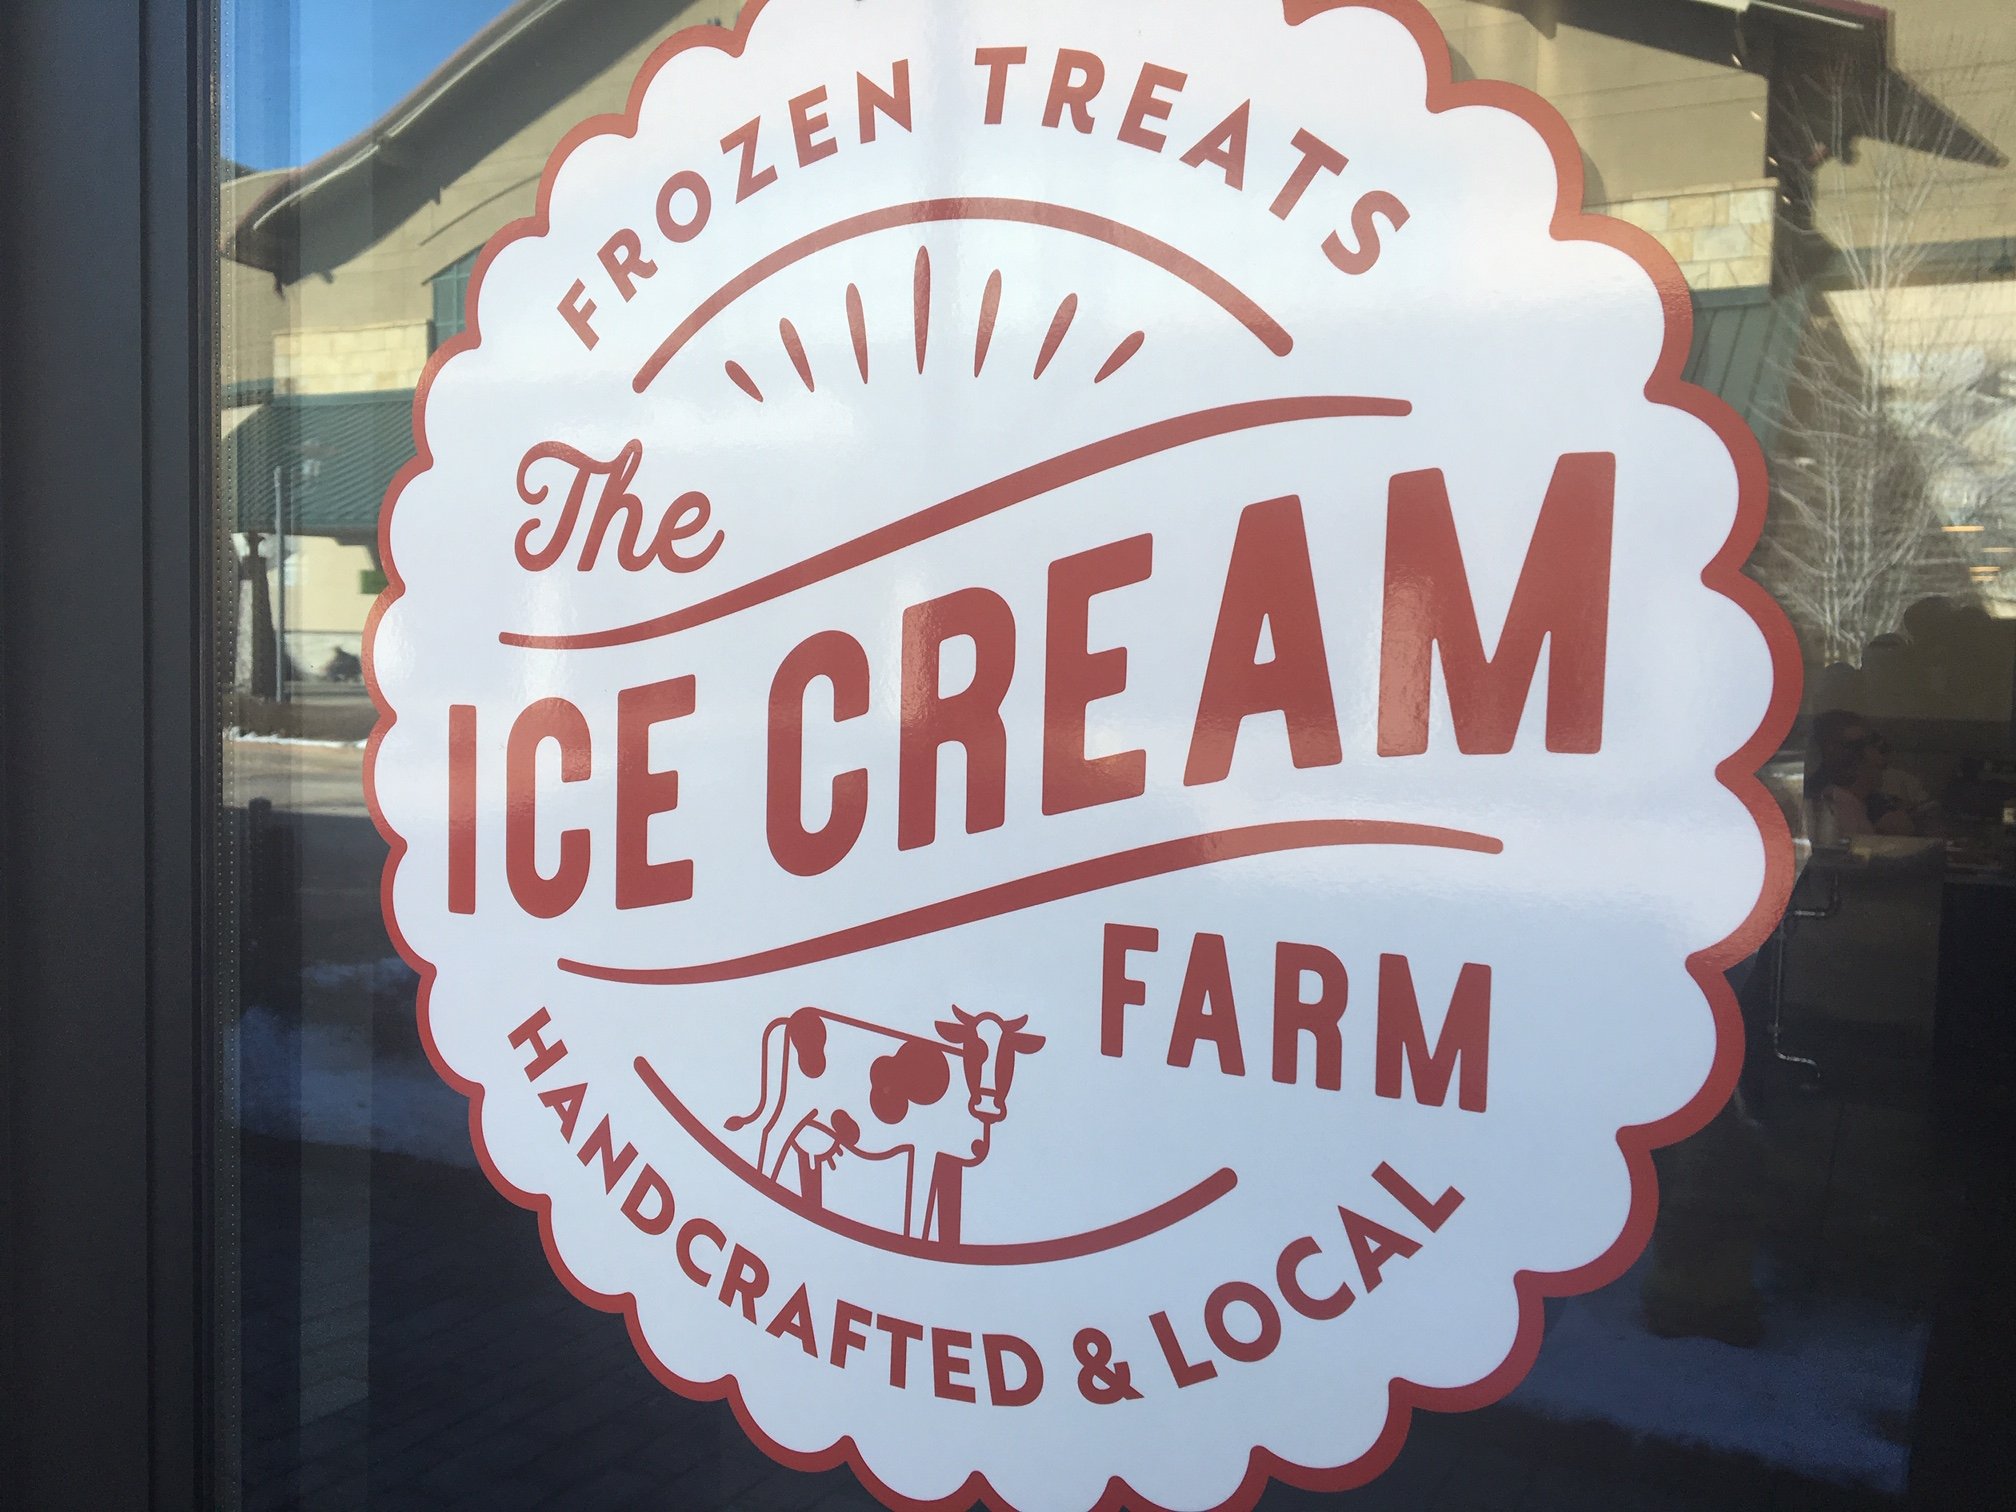 FROZEN TREATS
The
ICE CREAM
FARM
HANDCRAFTED & LOCAL